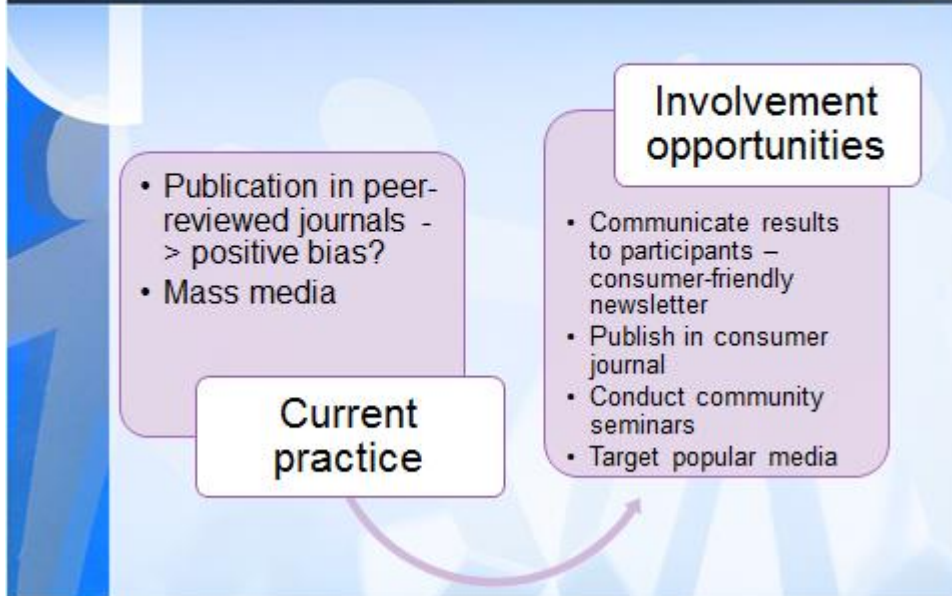 • Publication in peer-
reviewed journals -
> positive bias?
• Mass media
Current
practice
Involvement
opportunities
• Communicate results
to participants –
consumer-friendly
newsletter
• Publish in consumer
journal
• Conduct community
seminars
• Target popular media